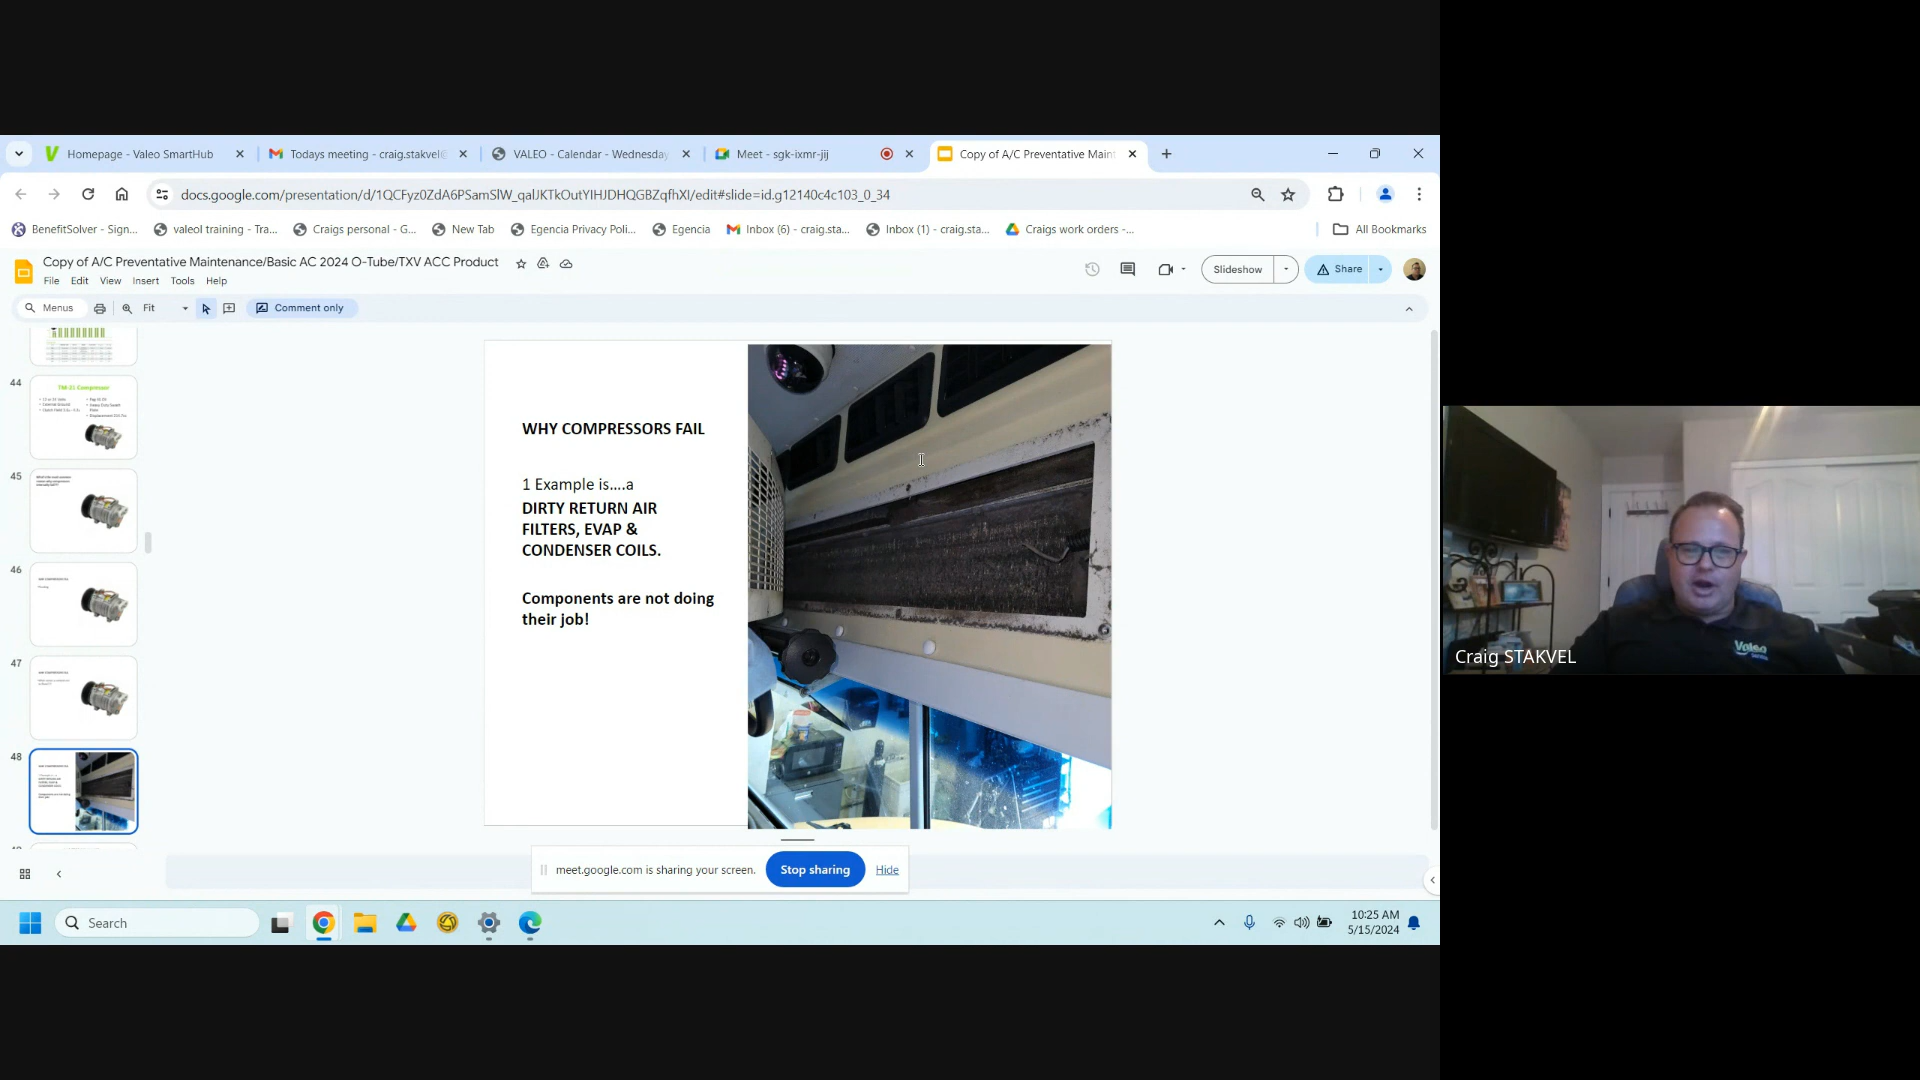 Homepage - Valeo SmartHub
Todays meeting - craig.stakvel@
VALEO - Calendar - Wednesday
Meet - sgk-ixmr-jij
Copy of A/C Preventative Main
docs.google.com/presentation/d/1QCFyz0ZdA6PSamSlW_qalJKTkOutYIHJDHQGBZqfhXI/edit#slide=id.g12140c4c103_0_34
BenefitSolver - Sign...
valeol training - Tra...
Craigs personal - G...
New Tab
Egencia Privacy Poli...
Egencia
Inbox (6) - craig.sta...
Inbox (1) - craig.sta...
Craigs work orders -...
All Bookmarks
Copy of A/C Preventative Maintenance/Basic AC 2024 O-Tube/TXV ACC Product
File Edit View Insert Tools Help
Slideshow
Share
Menus
Fit
Comment only
44
TM-31 Compressor
45
46
47
48
WHY COMPRESSORS FAIL
1 Example is....a
DIRTY RETURN AIR
FILTERS, EVAP &
CONDENSER COILS.
Components are not doing
their job!
Valeo
Craig STAKVEL
meet.google.com is sharing your screen.
Stop sharing
Hide
Search
10:25 AM
5/15/2024